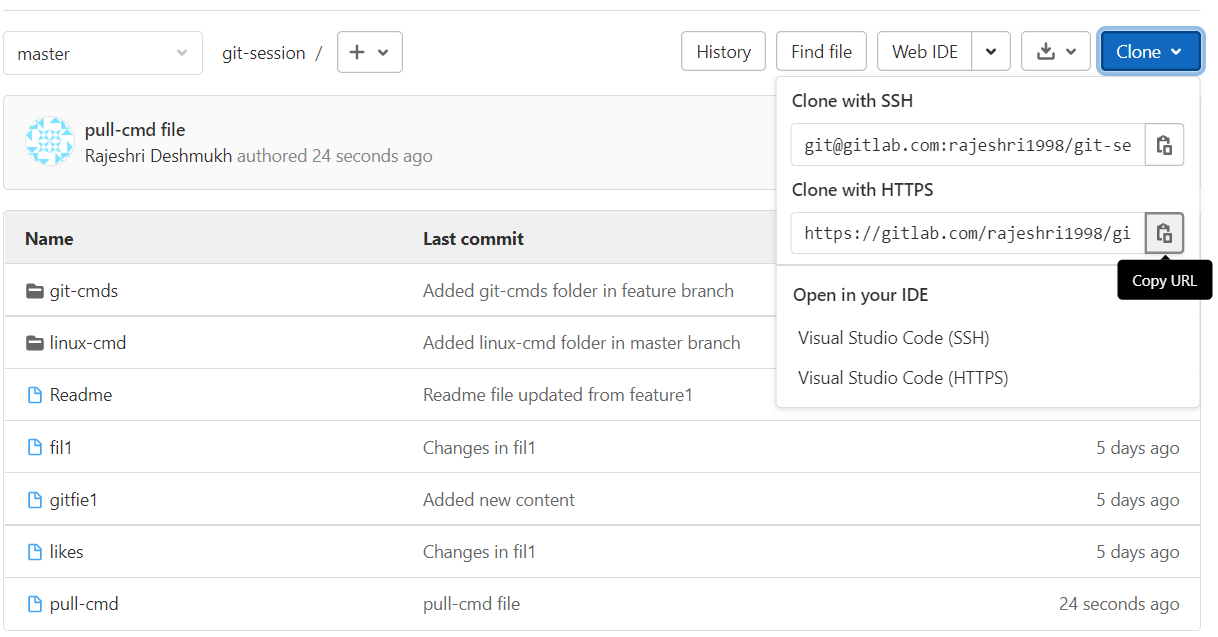 master
git-session /
History
Find file
Web IDE
Clone
pull-cmd file
Rajeshri Deshmukh authored 24 seconds ago
Clone with SSH
git@gitlab.com:rajeshri1998/git-se
Clone with HTTPS
https://gitlab.com/rajeshri1998/gi
Copy URL
Open in your IDE
Visual Studio Code (SSH)
Visual Studio Code (HTTPS)
Name Last commit
git-cmds Added git-cmds folder in feature branch
linux-cmd Added linux-cmd folder in master branch
Readme Readme file updated from feature1
fil1 Changes in fil1 5 days ago
gitfie1 Added new content 5 days ago
likes Changes in fil1 5 days ago
pull-cmd pull-cmd file 24 seconds ago